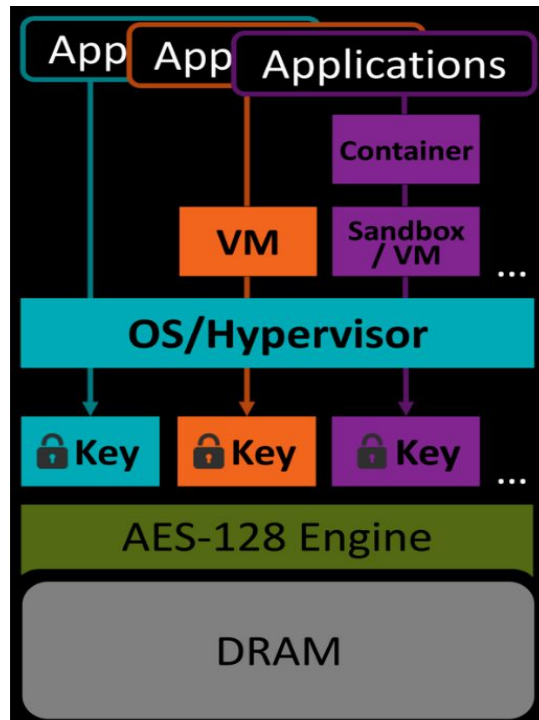 App
App
Applications
Container
VM
Sandbox
/ VM
...
OS/Hypervisor
Key
Key
Key
...
AES-128 Engine
DRAM